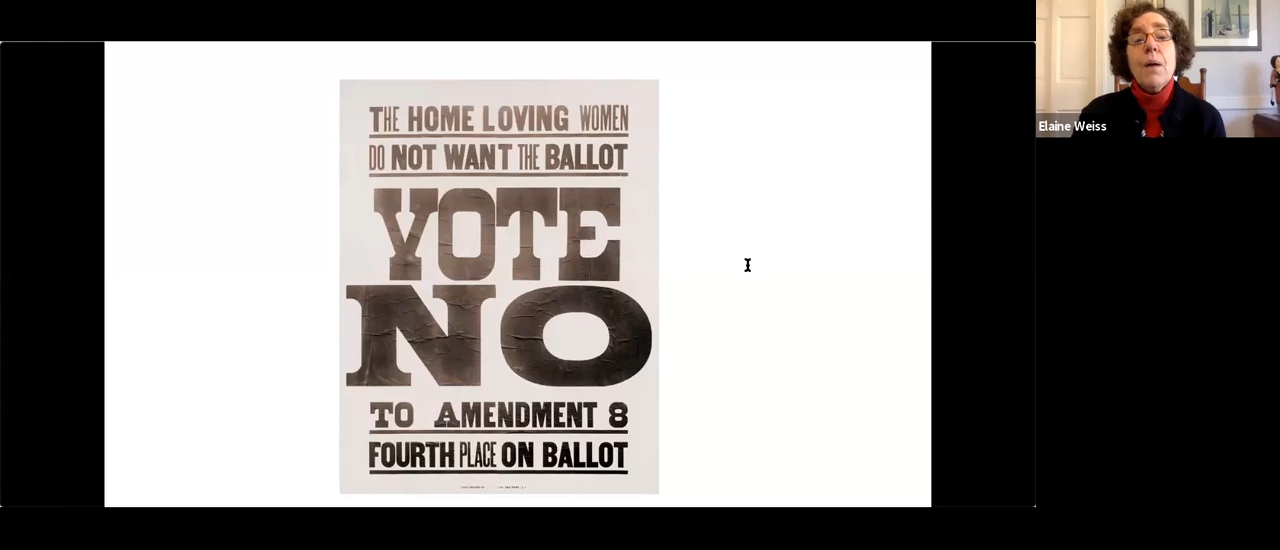 THE HOME LOVING WOMEN
DO NOT WANT THE BALLOT
VOTE
NO
TO AMENDMENT 8
FOURTH PLACE ON BALLOT
Elaine Weiss